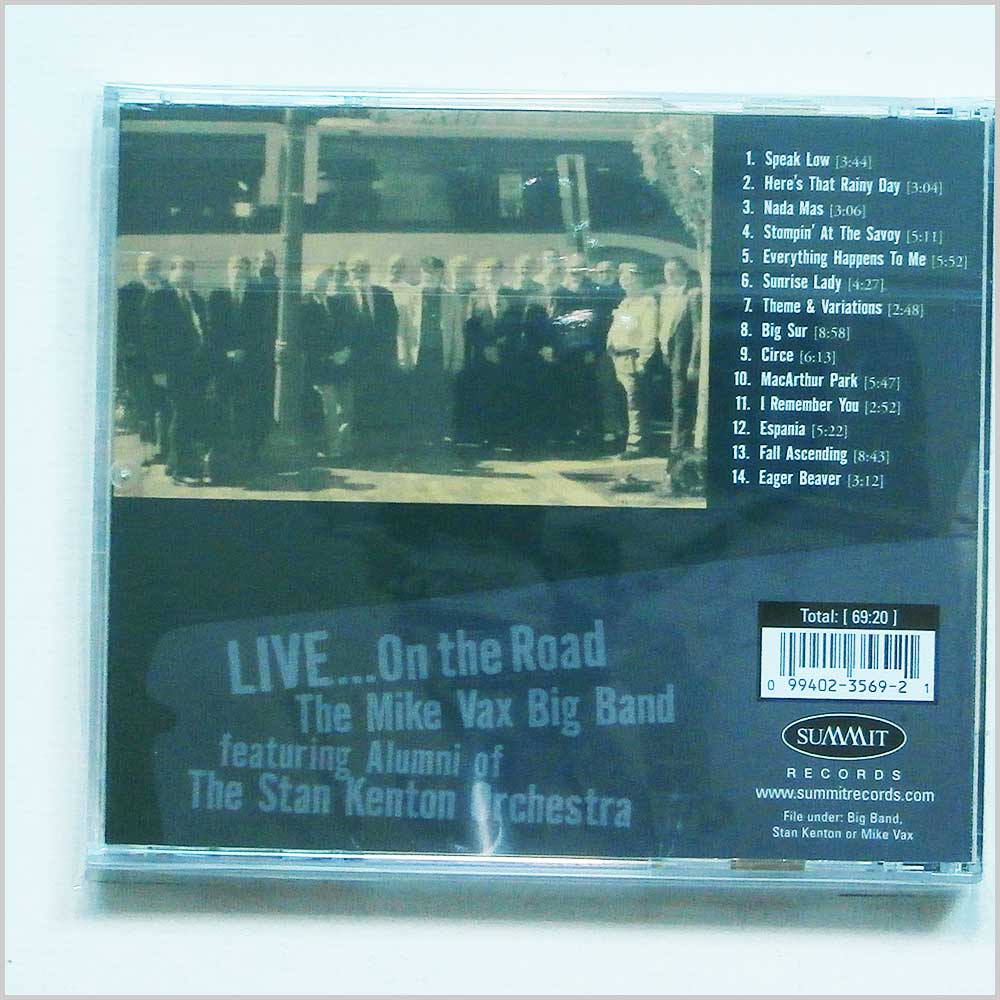 1. Speak Low [3:44]
2. Here's That Rainy Day [3:04]
3. Nada Mas [3:06]
4. Stompin' At The Savoy [5:11]
5. Everything Happens To Me [5:52]
6. Sunrise Lady [4:27]
7. Theme & Variations [2:48]
8. Big Sur [8:58]
9. Circe [6:13]
10. MacArthur Park [5:47]
11. I Remember You [2:52]
12. Espania [5:22]
13. Fall Ascending [8:43]
14. Eager Beaver [3:12]
LIVE...On the Road
The Mike Vax Big Band
featuring Alumni of
The Stan Kenton Orchestra
Total: [ 69:20 ]
0 99402-3569-2 1
SUMMIT
RECORDS
www.summitrecords.com
File under: Big Band,
Stan Kenton or Mike Vax